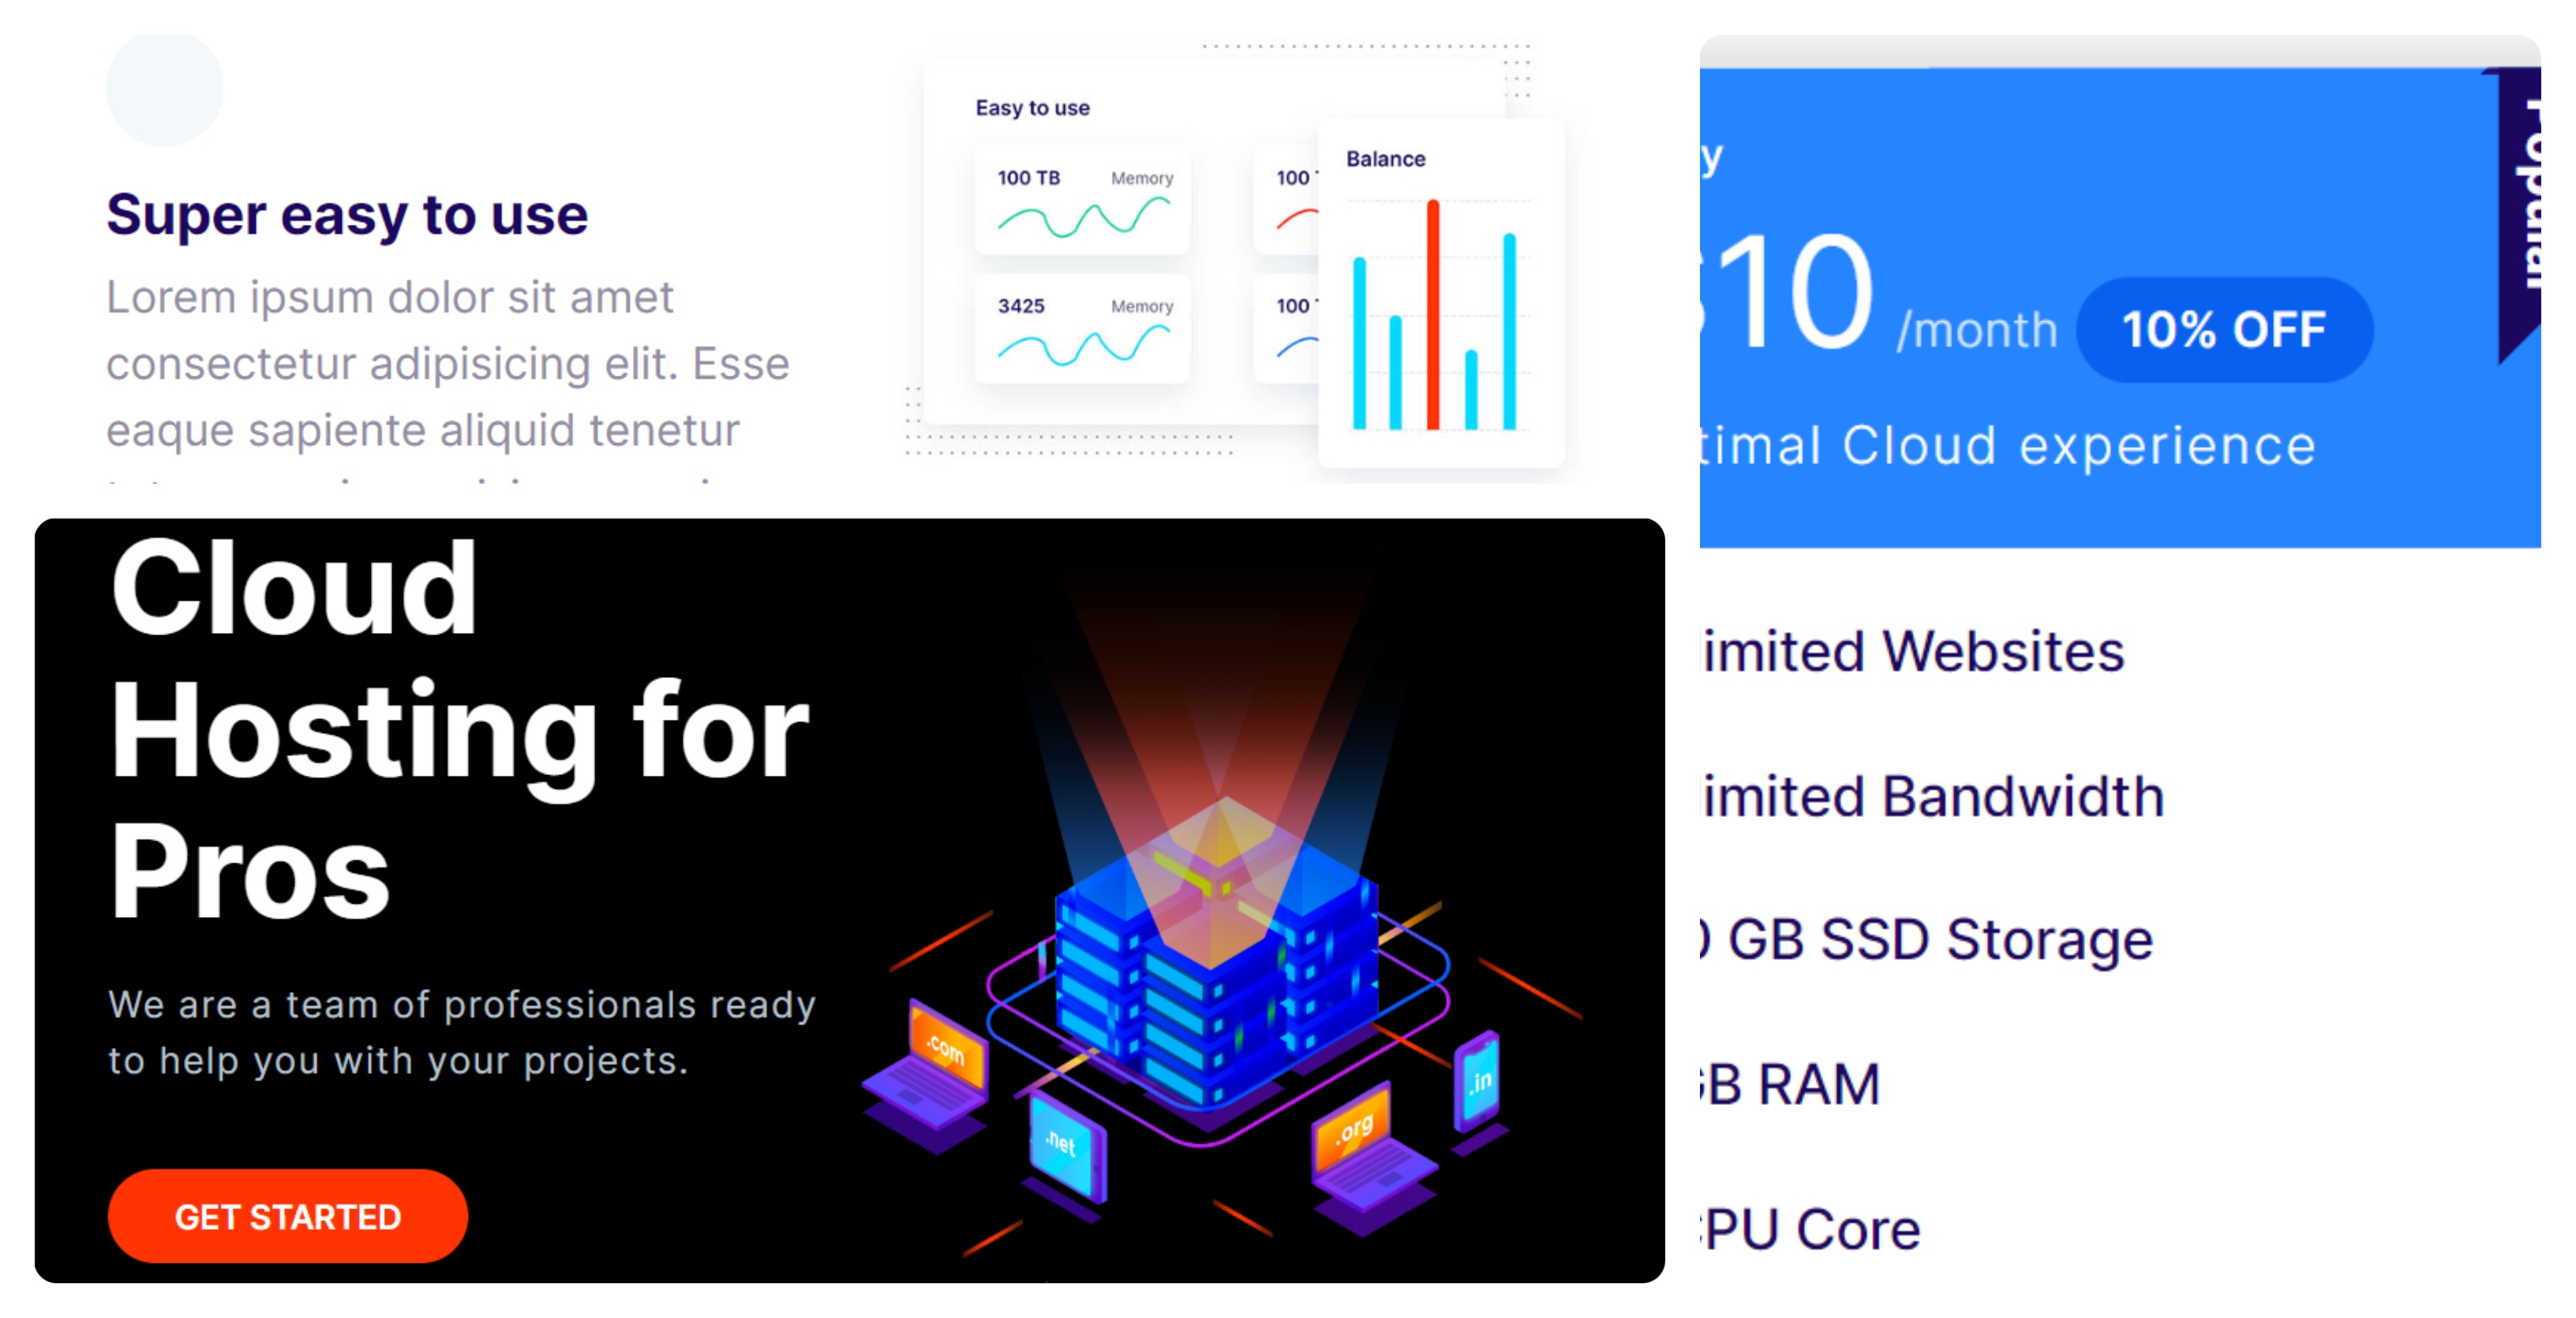 Super easy to use
Lorem ipsum dolor sit amet
consectetur adipisicing elit. Esse
eaque sapiente aliquid tenetur
Easy to use
100 TB Memory
100
3425 Memory
100
Balance
Cloud
Hosting for
Pros
We are a team of professionals ready
to help you with your projects.
GET STARTED
.com
.net
.org
.in
y
10 /month 10% OFF
timal Cloud experience
Popular
imited Websites
imited Bandwidth
GB SSD Storage
B RAM
PU Core